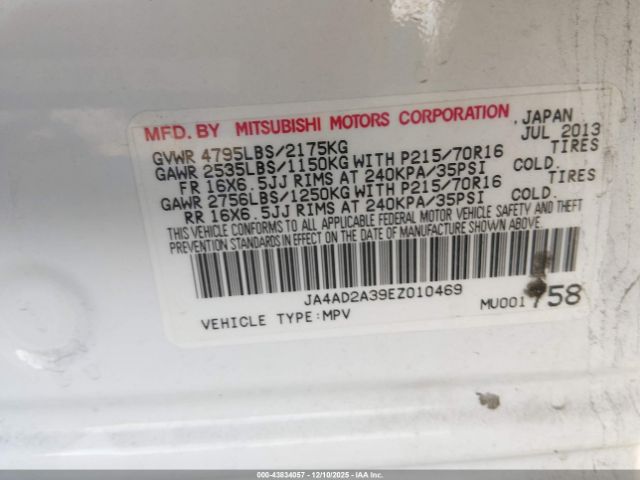 MFD. BY MITSUBISHI MOTORS CORPORATION, JAPAN
JUL 2013
GVWR 4795LBS/2175KG
GAWR 2535LBS/1150KG WITH P215/70R16 TIRES
FR 16X6.5JJ RIMS AT 240KPA/35PSI COLD.
GAWR 2756LBS/1250KG WITH P215/70R16 TIRES
RR 16X6.5JJ RIMS AT 240KPA/35PSI COLD.
THIS VEHICLE CONFORMS TO ALL APPLICABLE FEDERAL MOTOR VEHICLE SAFETY AND THEFT
PREVENTION STANDARDS IN EFFECT ON THE DATE OF MANUFACTURE SHOWN ABOVE.
JA4AD2A39EZ010469
VEHICLE TYPE:MPV
MU001758
000-43834057 - 12/10/2025 - IAAI.com